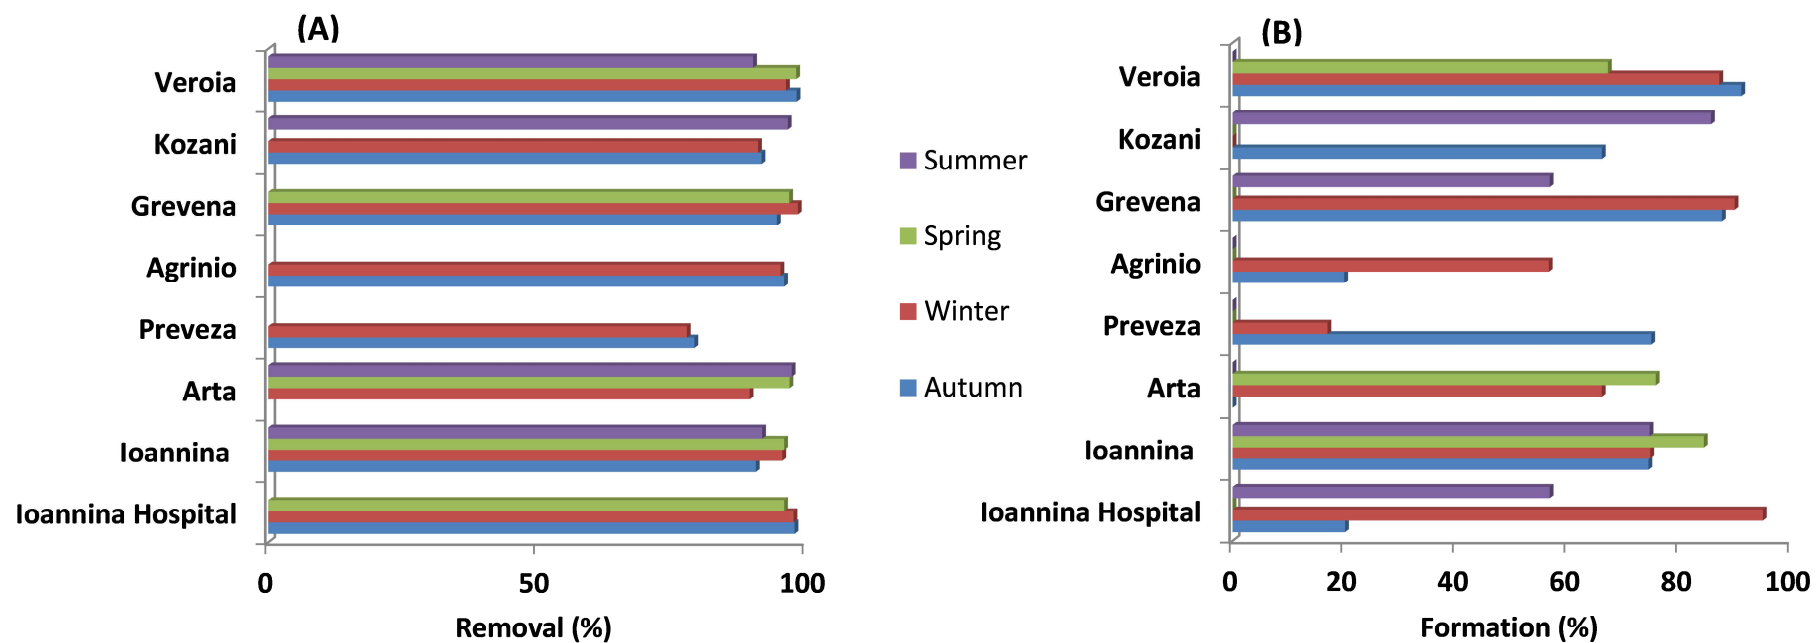 (A)
Veroia
Kozani
Grevena
Agrinio
Preveza
Arta
Ioannina
Ioannina Hospital
0 50 100
Removal (%)
Summer
Spring
Winter
Autumn
(B)
Veroia
Kozani
Grevena
Agrinio
Preveza
Arta
Ioannina
Ioannina Hospital
0 20 40 60 80 100
Formation (%)